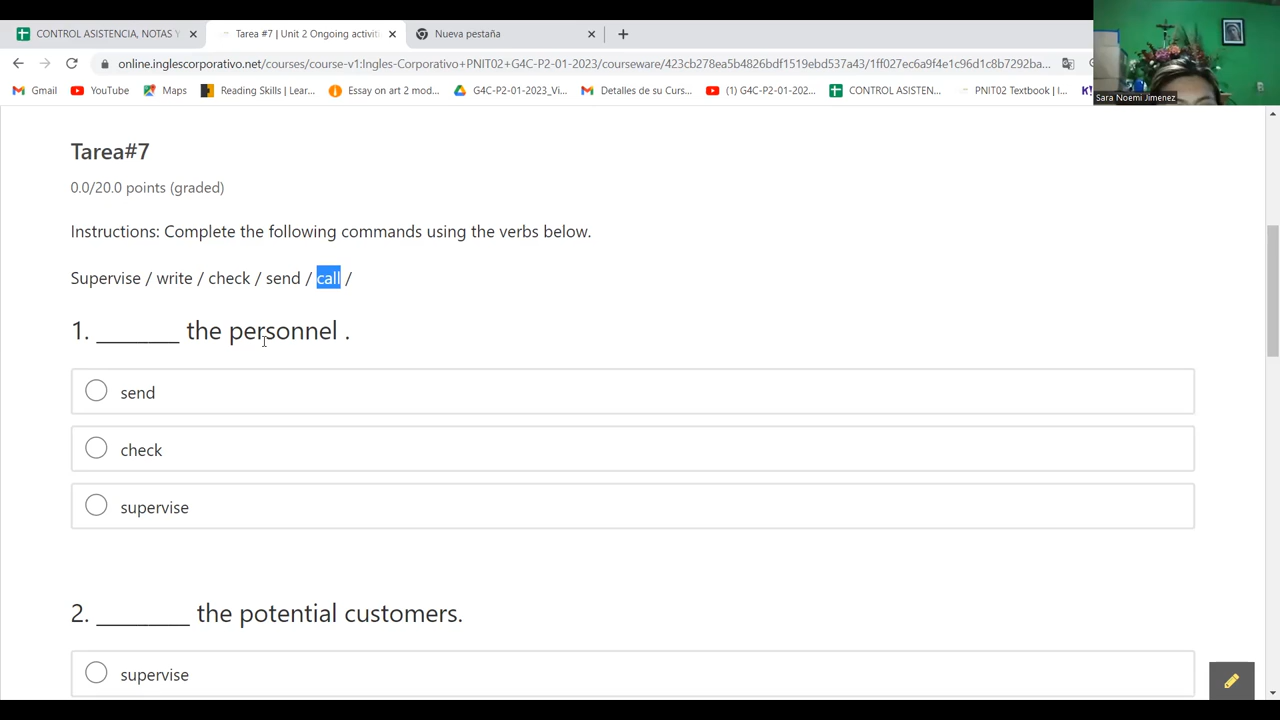 CONTROL ASISTENCIA, NOTAS Y
Tarea #7 | Unit 2 Ongoing activiti
Nueva pestaña
online.inglescorporativo.net/courses/course-v1:Ingles-Corporativo+PNIT02+G4C-P2-01-2023/courseware/423cb278ea5b4826bdf1519ebd537a43/1ff027ec6a9f4e1c96d1c8b7292ba...
Gmail
YouTube
Maps
Reading Skills | Lear...
Essay on art 2 mod...
G4C-P2-01-2023_Vi...
Detalles de su Curs...
(1) G4C-P2-01-202...
CONTROL ASISTEN...
PNIT02 Textbook | I...
Sara Noemi Jimenez
Tarea#7
0.0/20.0 points (graded)
Instructions: Complete the following commands using the verbs below.
Supervise / write / check / send / call /
1. ________ the personnel .
send
check
supervise
2. _________ the potential customers.
supervise